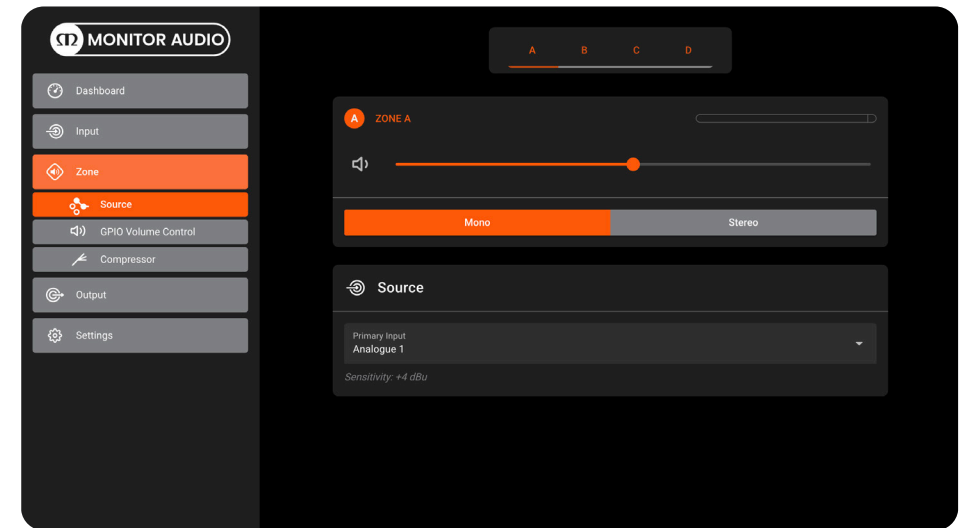 MONITOR AUDIO
Dashboard
Input
Zone
Source
GPIO Volume Control
Compressor
Output
Settings
A B C D
A ZONE A
Mono Stereo
Source
Primary Input
Analogue 1
Sensitivity: +4 dBu